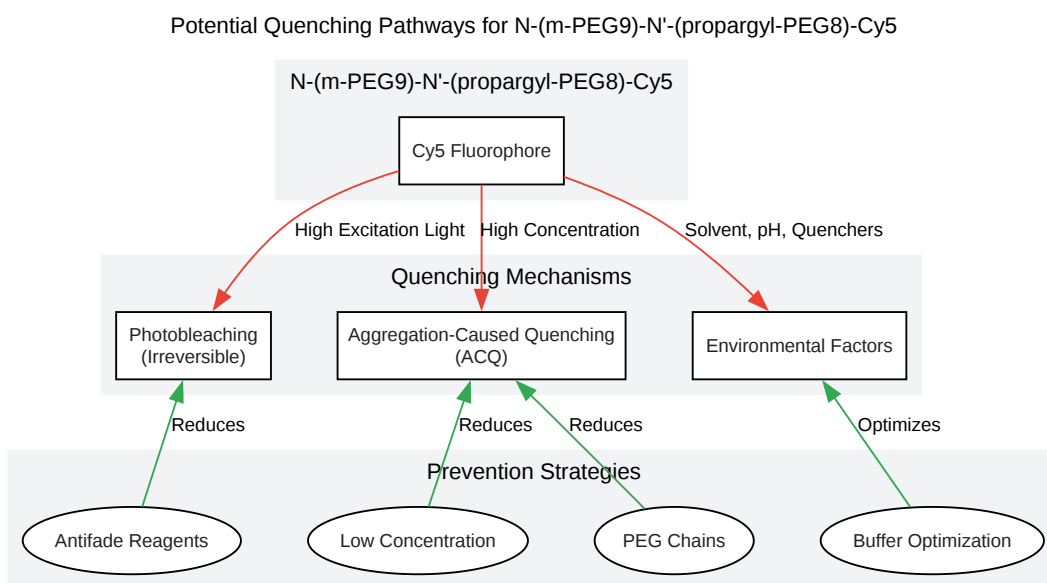 Potential Quenching Pathways for N-(m-PEG9)-N'-(propargyl-PEG8)-Cy5
N-(m-PEG9)-N'-(propargyl-PEG8)-Cy5
Cy5 Fluorophore
High Excitation Light
High Concentration
Solvent, pH, Quenchers
Quenching Mechanisms
Photobleaching
(Irreversible)
Aggregation-Caused Quenching
(ACQ)
Environmental Factors
Reduces
Reduces
Reduces
Optimizes
Prevention Strategies
Antifade Reagents
Low Concentration
PEG Chains
Buffer Optimization